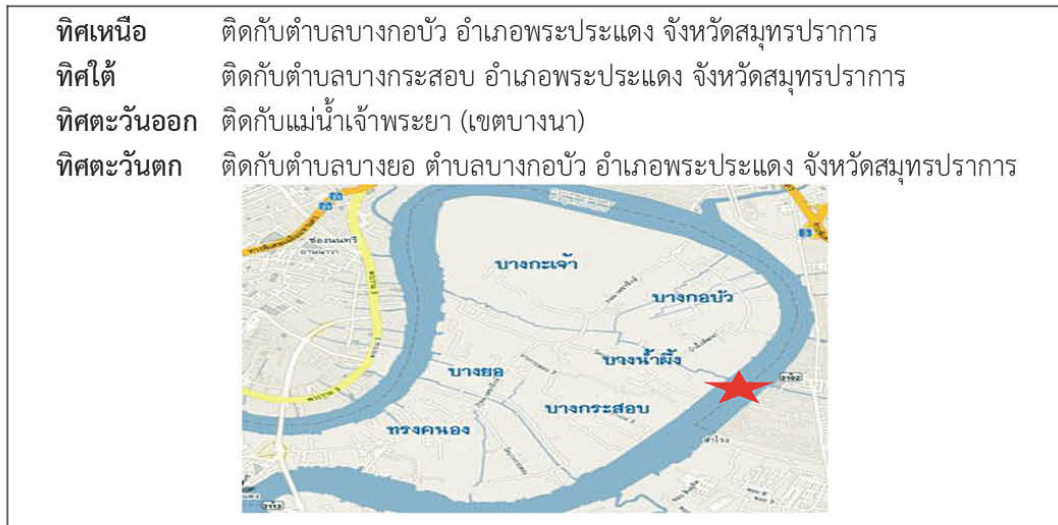 ทิศเหนือ ติดกับตำบลบางกอบัว อำเภอพระประแดง จังหวัดสมุทรปราการ
ทิศใต้ ติดกับตำบลบางกระสอบ อำเภอพระประแดง จังหวัดสมุทรปราการ
ทิศตะวันออก ติดกับแม่น้ำเจ้าพระยา (เขตบางนา)
ทิศตะวันตก ติดกับตำบลบางยอ ตำบลบางกอบัว อำเภอพระประแดง จังหวัดสมุทรปราการ
ช่องนนทรี
บางกะเจ้า
บางกอบัว
บางน้ำผึ้ง
บางยอ
บางกระสอบ
ทรงคนอง
สำโรง